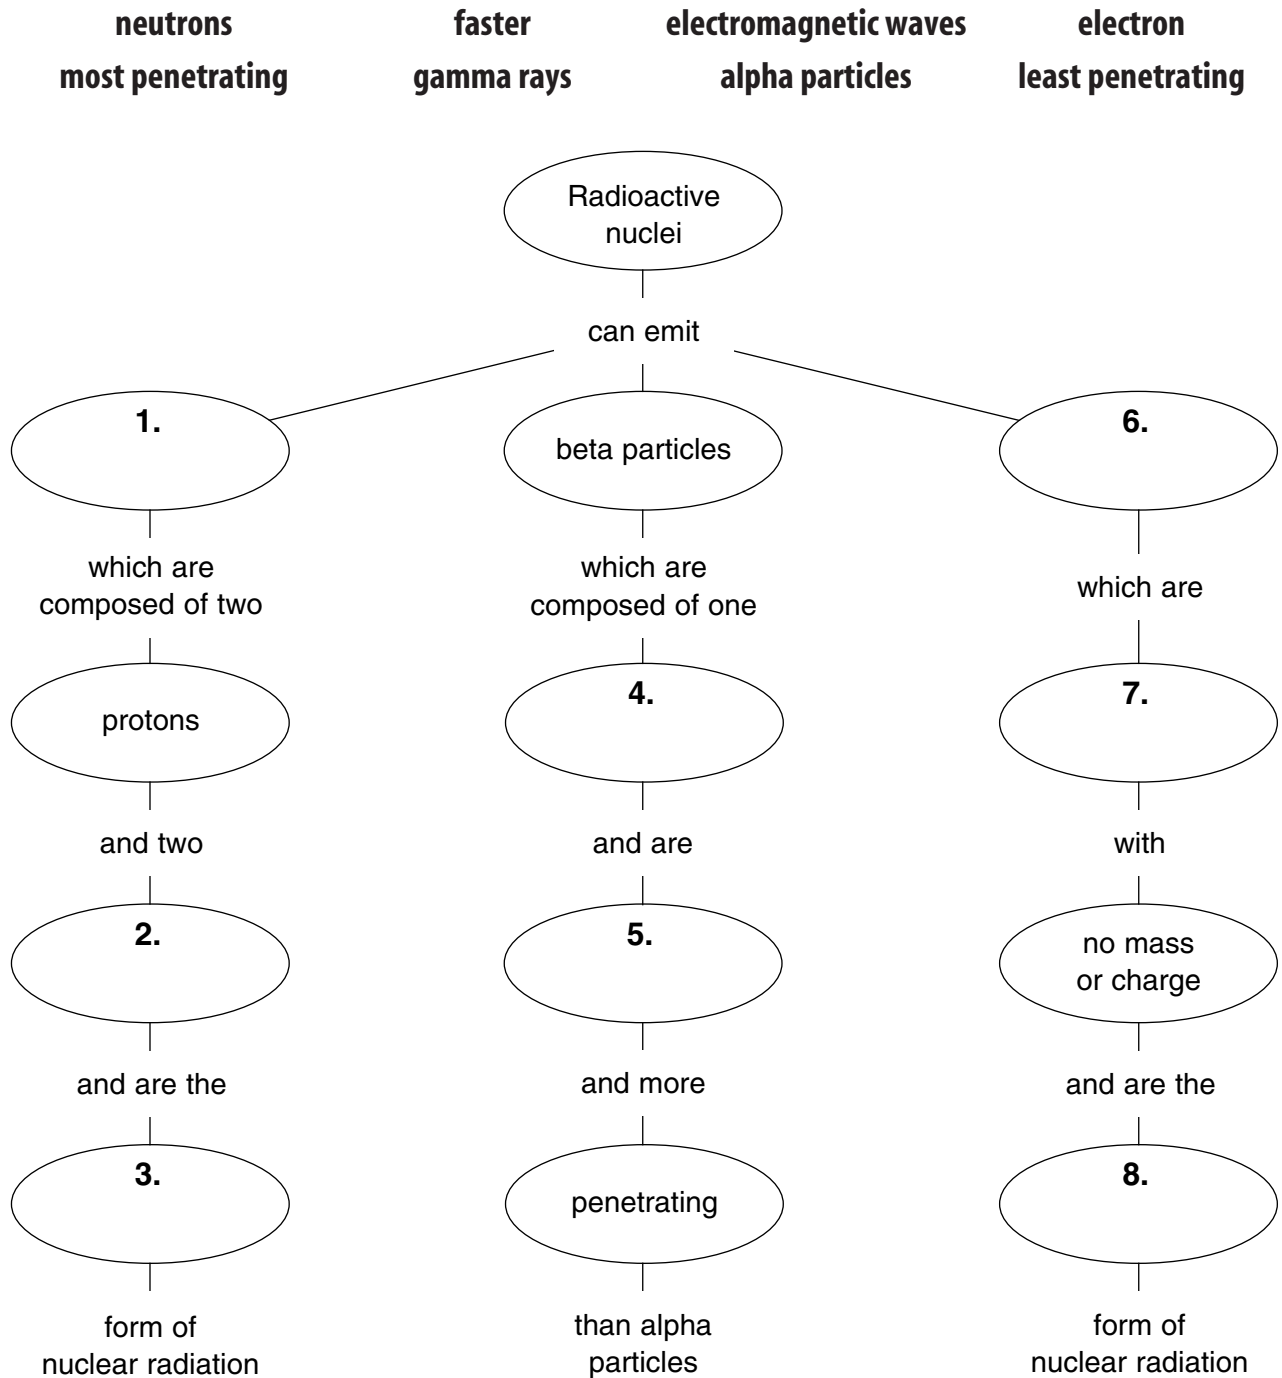 neutrons faster electromagnetic waves electron
most penetrating gamma rays alpha particles least penetrating
Radioactive
nuclei
can emit
1.
which are
composed of two
protons
and two
2.
and are the
3.
form of
nuclear radiation
beta particles
which are
composed of one
4.
and are
5.
and more
penetrating
than alpha
particles
6.
which are
7.
with
no mass
or charge
and are the
8.
form of
nuclear radiation